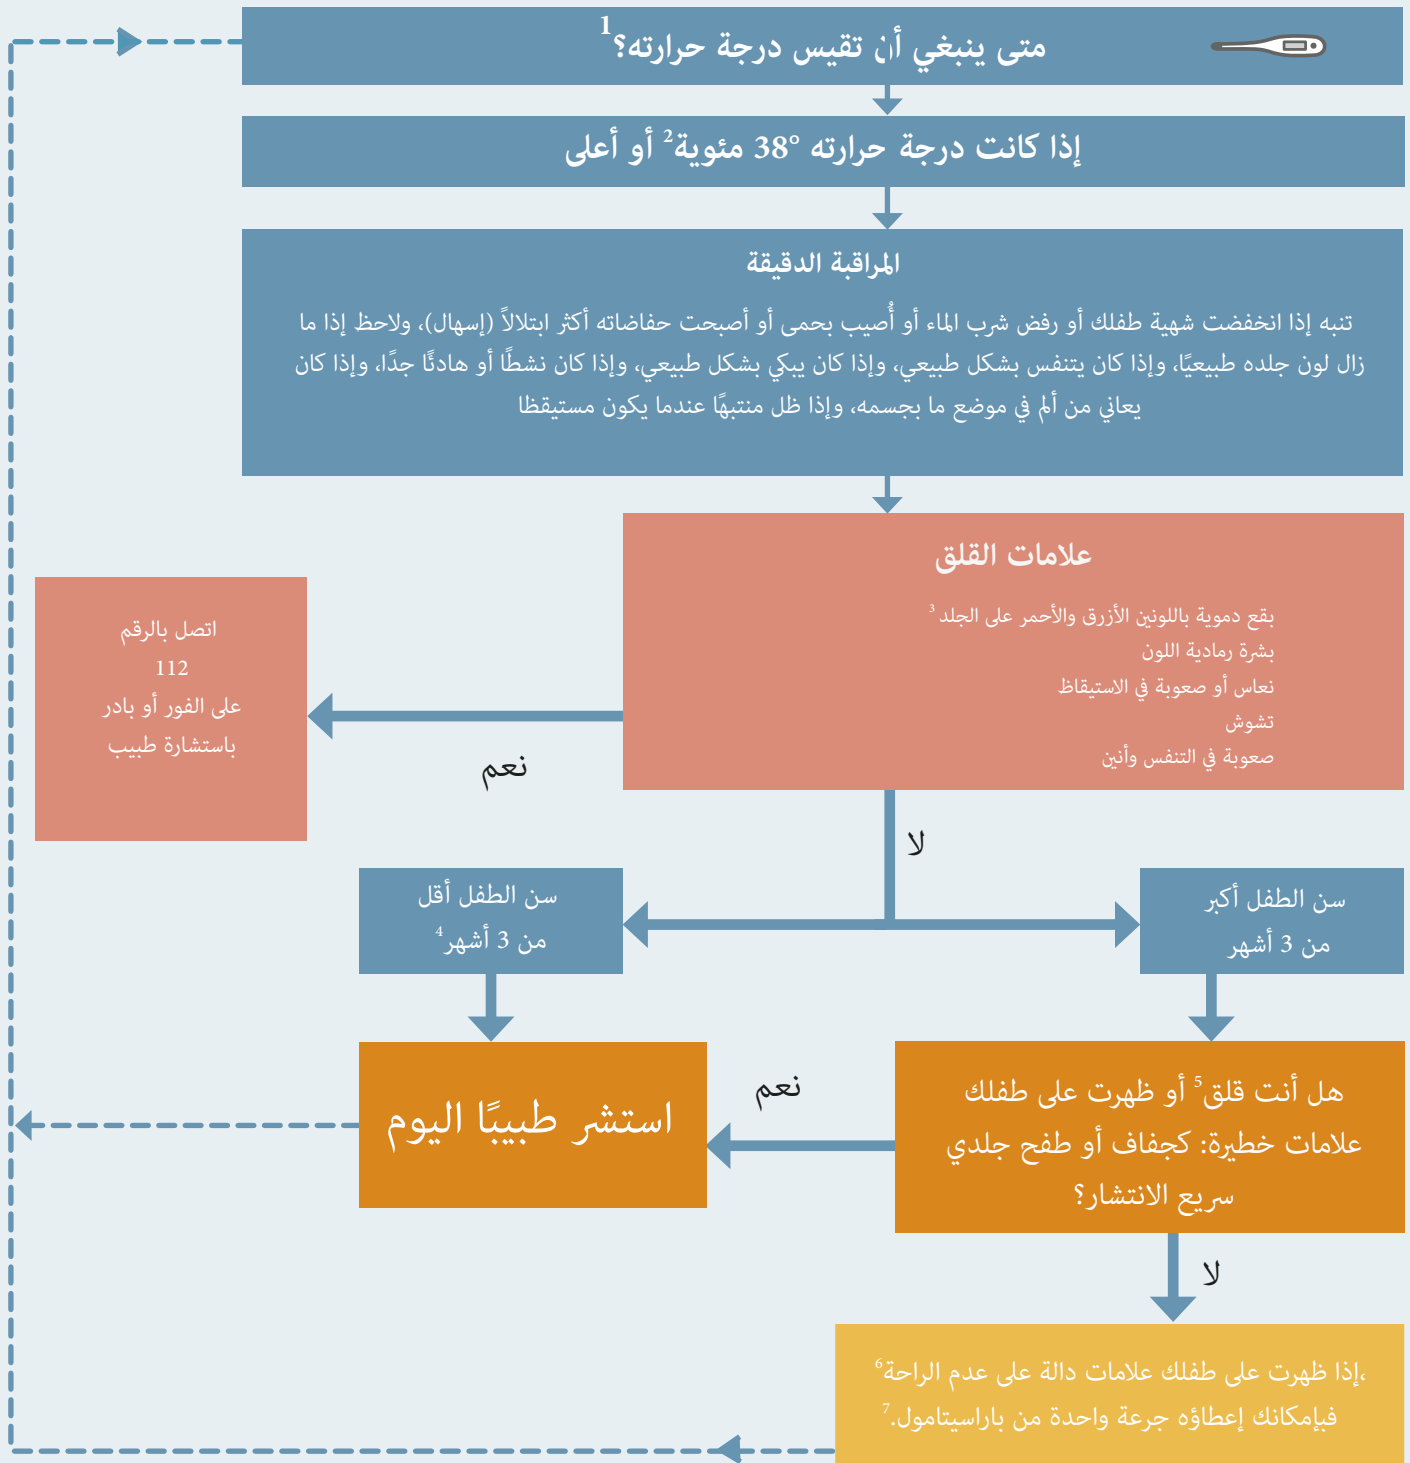 متى ينبغي أن تقيس درجة حرارته؟1
إذا كانت درجة حرارته 38° مئوية2 أو أعلى
المراقبة الدقيقة
تنبه إذا انخفضت شهية طفلك أو رفض شرب الماء أو أُصيب بحمى أو أصبحت حفاضاته أكثر ابتلالاً (إسهال)، ولاحظ إذا ما
زال لون جلده طبيعيًا، وإذا كان يتنفس بشكل طبيعي، وإذا كان يبكي بشكل طبيعي، وإذا كان نشطًا أو هادئًا جدًا، وإذا كان
يعاني من ألم في موضع ما بجسمه، وإذا ظل منتبهًا عندما يكون مستيقظا
علامات القلق
بقع دموية باللونين الأزرق والأحمر على الجلد 3
بشرة رمادية اللون
نعاس أو صعوبة في الاستيقاظ
تشوش
صعوبة في التنفس وأنين
نعم
اتصل بالرقم
112
على الفور أو بادر
باستشارة طبيب
لا
سن الطفل أكبر
من 3 أشهر
سن الطفل أقل
من 3 أشهر4
هل أنت قلق5 أو ظهرت على طفلك
علامات خطيرة: كجفاف أو طفح جلدي
سريع الانتشار؟
نعم
استشر طبيبًا اليوم
لا
،إذا ظهرت على طفلك علامات دالة على عدم الراحة6
فبإمكانك إعطاؤه جرعة واحدة من باراسيتامول.7